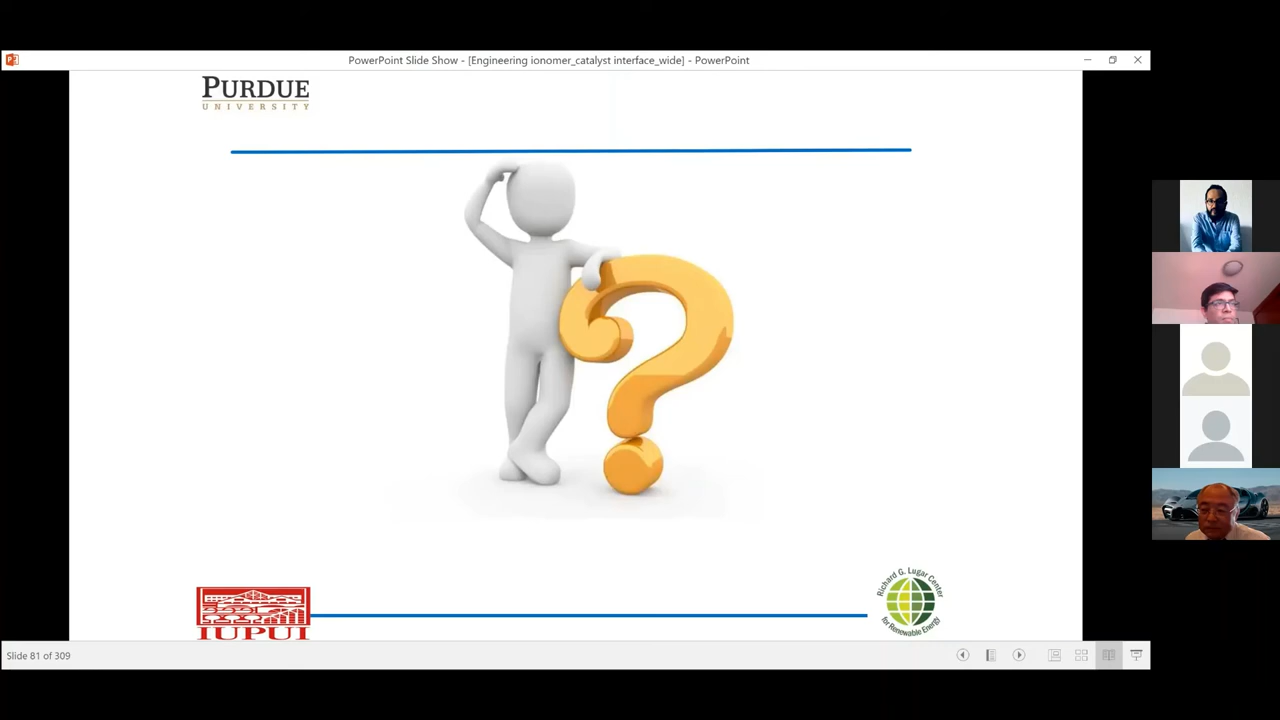 PowerPoint Slide Show - [Engineering ionomer_catalyst interface_wide] - PowerPoint
PURDUE
UNIVERSITY
?
IUPUI
Richard G. Lugar Center
for Renewable Energy
Slide 81 of 309